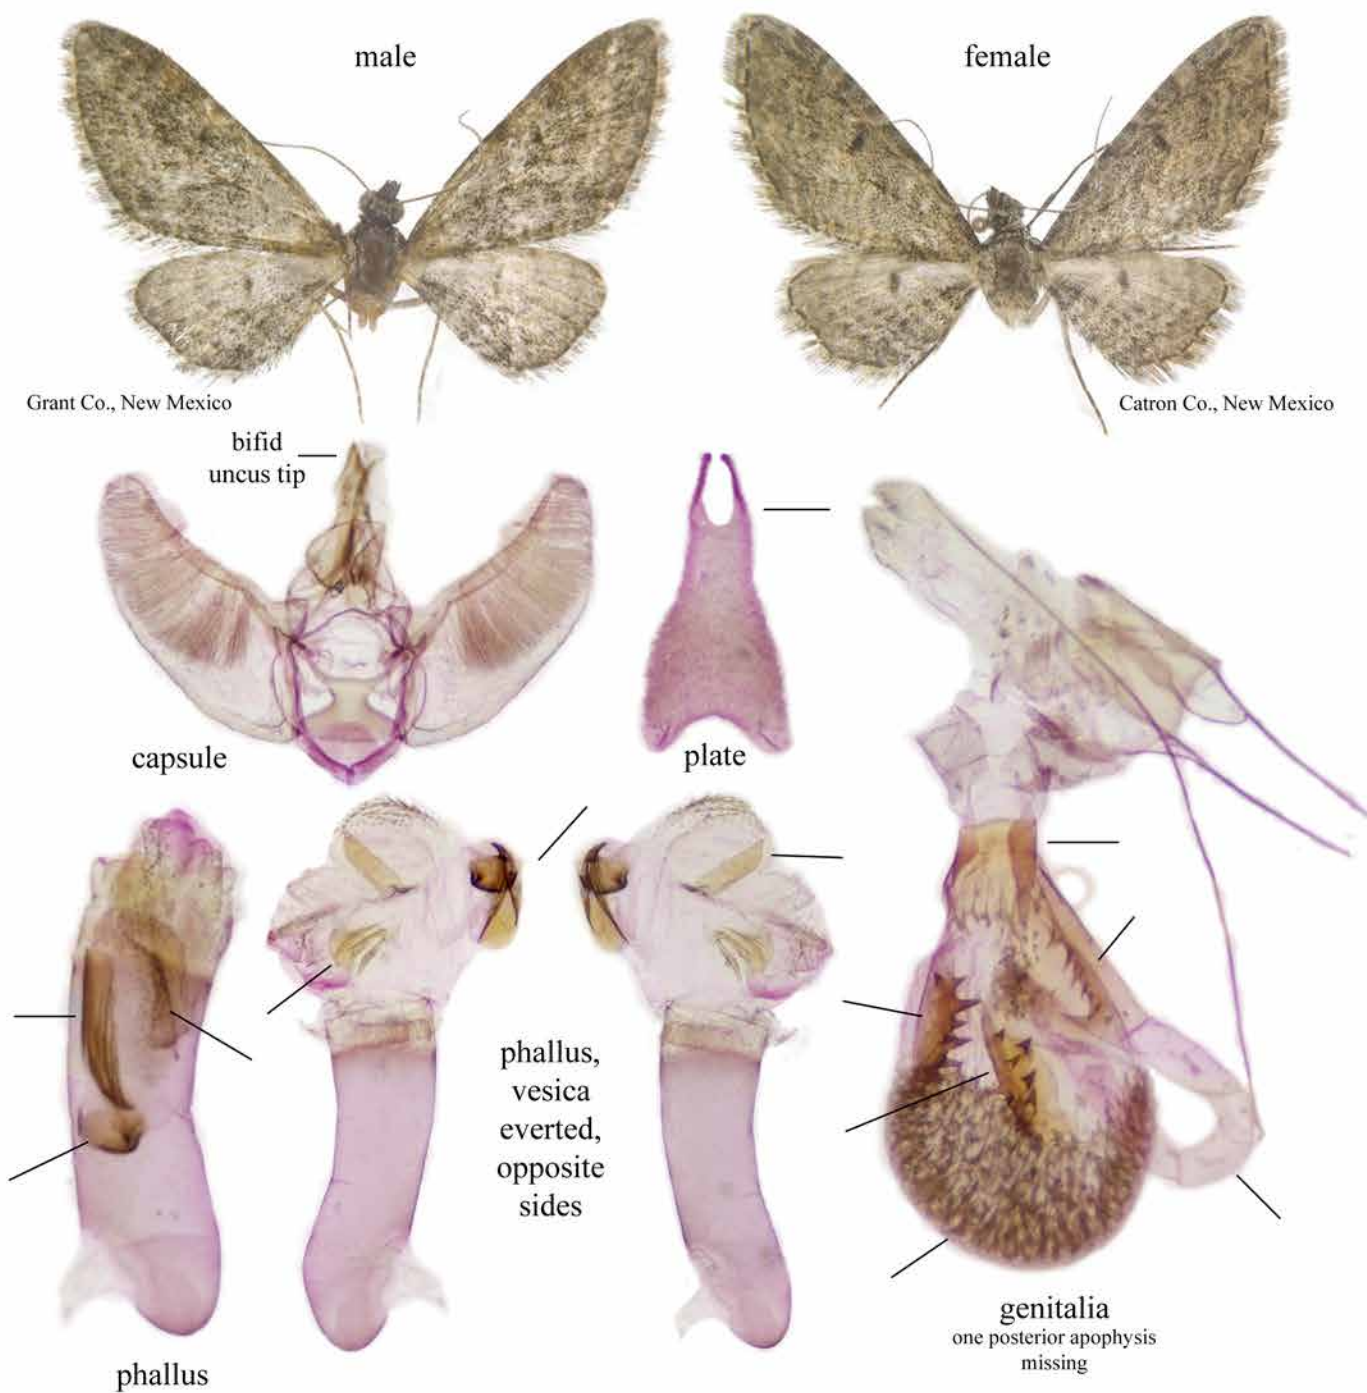 male
female
Grant Co., New Mexico
Catron Co., New Mexico
bifid
uncus tip
capsule
plate
phallus,
vesica
everted,
opposite
sides
genitalia
one posterior apophysis
missing
phallus